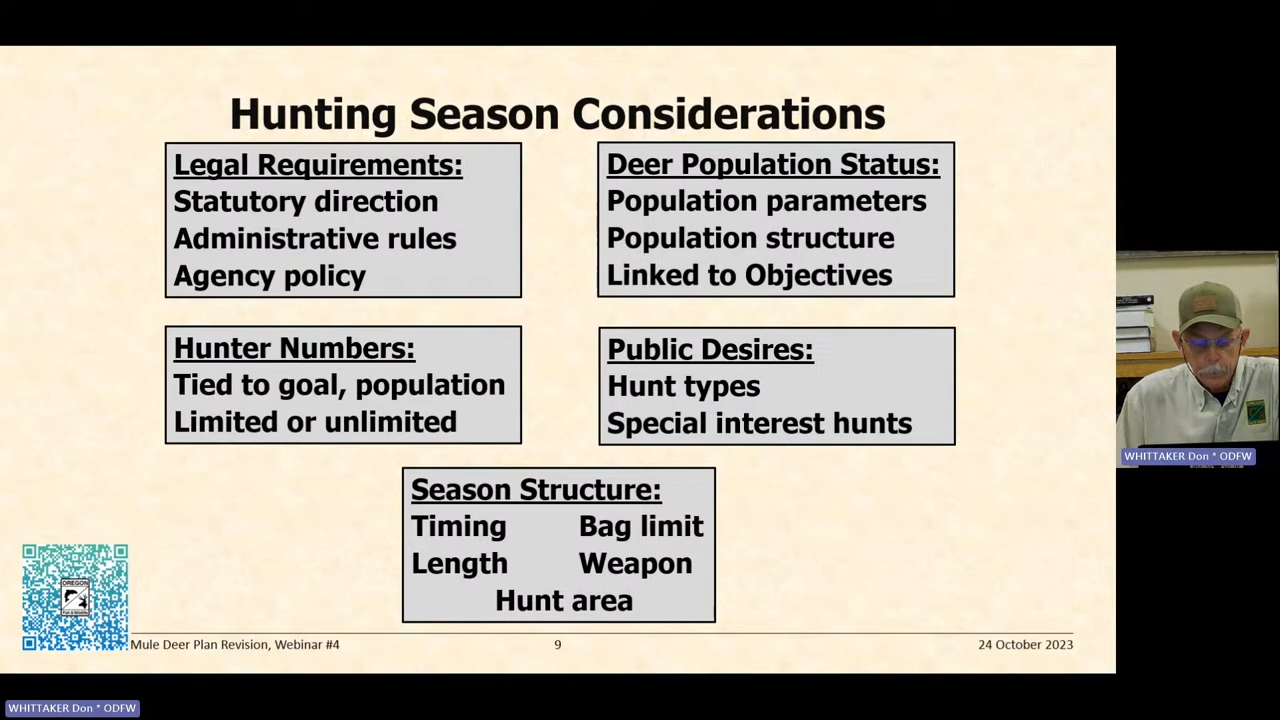 Hunting Season Considerations
Legal Requirements:
Statutory direction
Administrative rules
Agency policy
Deer Population Status:
Population parameters
Population structure
Linked to Objectives
Hunter Numbers:
Tied to goal, population
Limited or unlimited
Public Desires:
Hunt types
Special interest hunts
Season Structure:
Timing Bag limit
Length Weapon
Hunt area
OREGON
Fish & Wildlife
Mule Deer Plan Revision, Webinar #4 9 24 October 2023
WHITTAKER Don * ODFW
WHITTAKER Don * ODFW